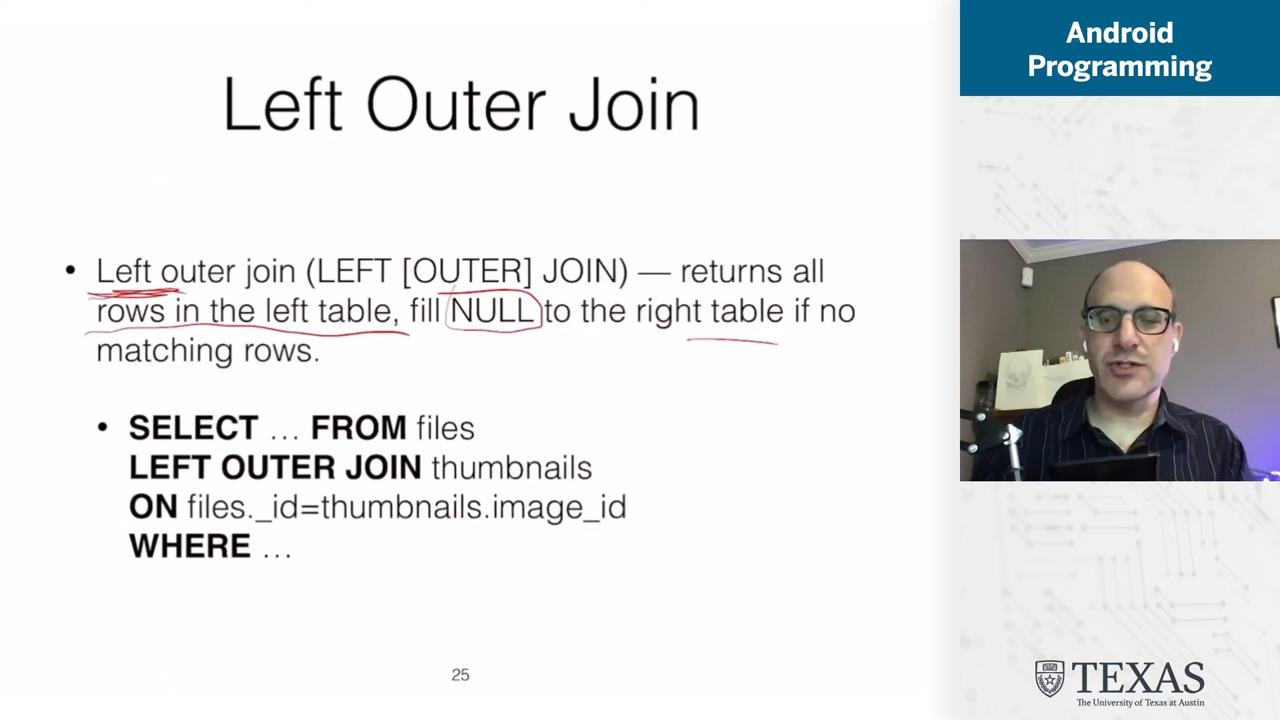 Left Outer Join
• Left outer join (LEFT [OUTER] JOIN) — returns all
rows in the left table, fill NULL to the right table if no
matching rows.
• SELECT … FROM files
LEFT OUTER JOIN thumbnails
ON files._id=thumbnails.image_id
WHERE …
25
Android
Programming
TEXAS
The University of Texas at Austin